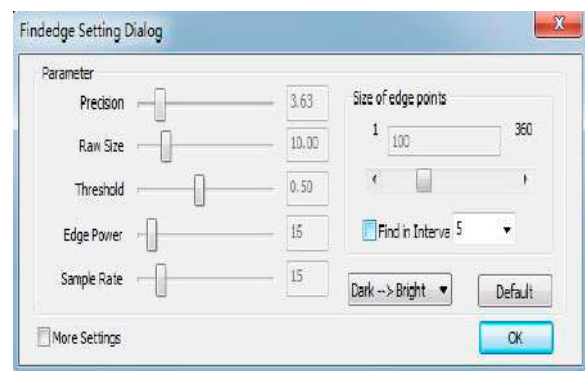 Findedge Setting Dialog
X
Parameter
Precision 3.63
Raw Size 10.00
Threshold 0.50
Edge Power 15
Sample Rate 15
Size of edge points
1 100 360
Find in Interva 5
Dark --> Bright
Default
More Settings
OK